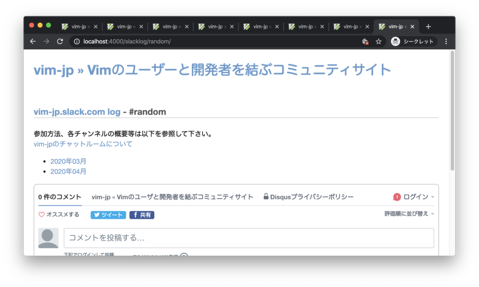 vim-jp
vim-jp
vim-jp
vim-jp
vim-jp
vim-jp
vim-jp
vim-jp
localhost:4000/slacklog/random/
シークレット
vim-jp » Vimのユーザーと開発者を結ぶコミュニティサイト
vim-jp.slack.com log - #random
参加方法、各チャンネルの概要等は以下を参照して下さい。
vim-jpのチャットルームについて
2020年03月
2020年04月
0 件のコメント vim-jp » Vimのユーザと開発者を結ぶコミュニティサイト Disqusプライバシーポリシー 1 ログイン
オススメする ツイート 共有 評価順に並び替え
コメントを投稿する...